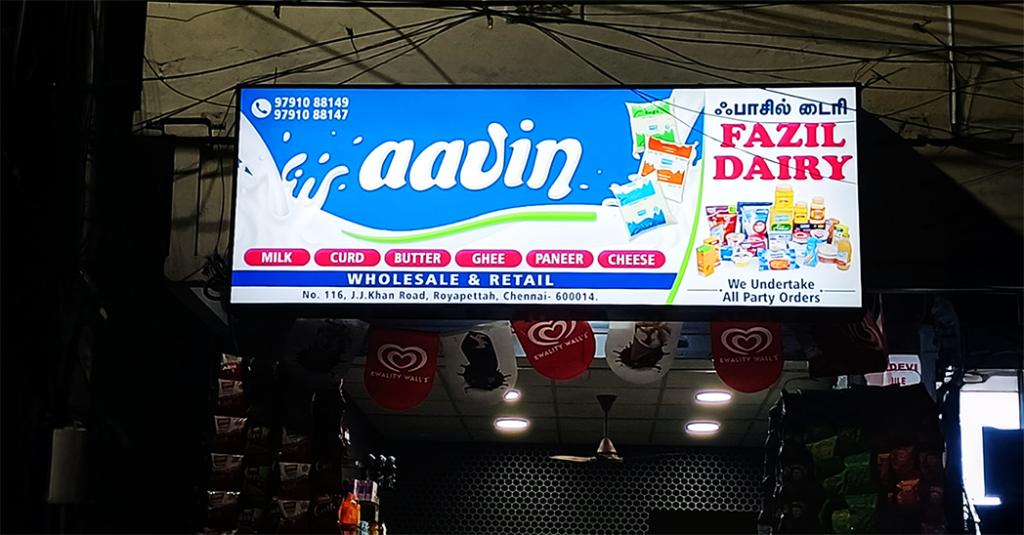 97910 88149
97910 88147
aavin
MILK CURD BUTTER GHEE PANEER CHEESE
WHOLESALE & RETAIL
No. 116, J.J.Khan Road, Royapettah, Chennai- 600014.
ஃபாசில் டைரி
FAZIL
DAIRY
We Undertake
All Party Orders
KWALITY WALL'S
KWALITY WALL'S
KWALITY WALL'S
DEVI